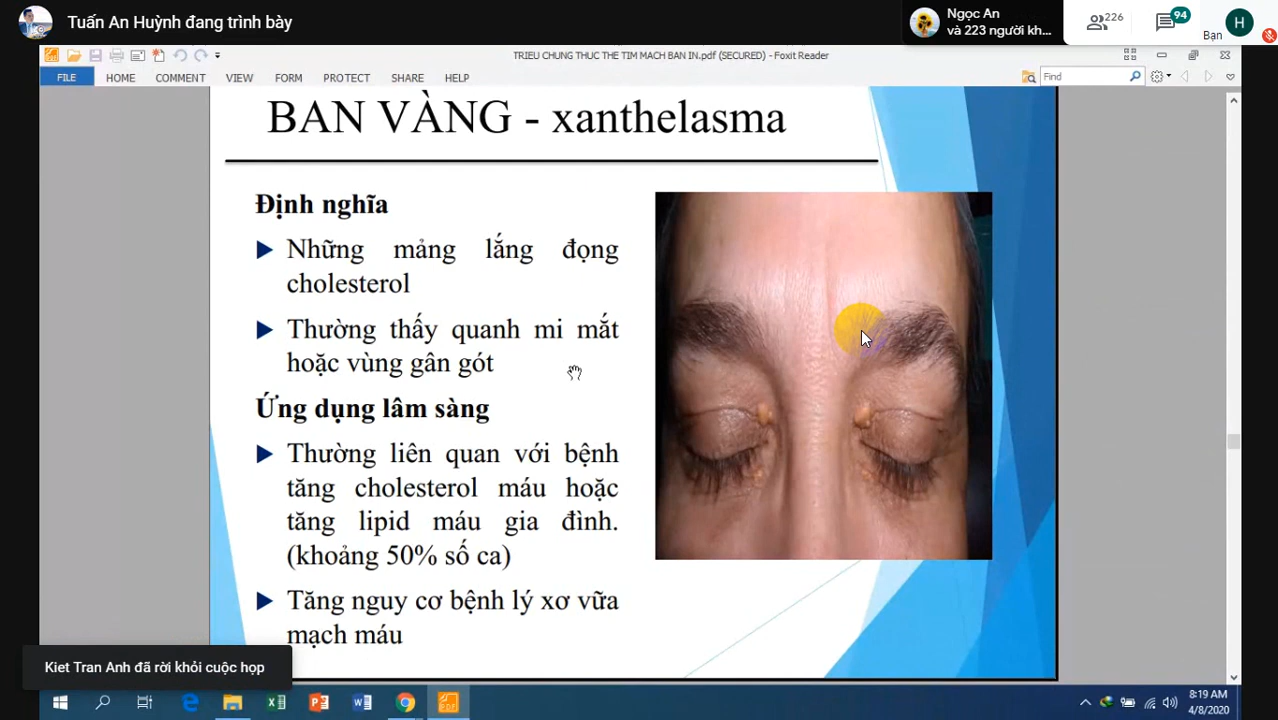 Tuấn An Huỳnh đang trình bày
Ngọc An
và 223 người kh...
226
94
H
Bạn
TRIEU CHUNG THUC THE TIM MACH BAN IN.pdf (SECURED) - Foxit Reader
FILE HOME COMMENT VIEW FORM PROTECT SHARE HELP
Find
BAN VÀNG - xanthelasma
Định nghĩa
Những mảng lắng đọng
cholesterol
Thường thấy quanh mi mắt
hoặc vùng gân gót
Ứng dụng lâm sàng
Thường liên quan với bệnh
tăng cholesterol máu hoặc
tăng lipid máu gia đình.
(khoảng 50% số ca)
Tăng nguy cơ bệnh lý xơ vữa
mạch máu
Kiet Tran Anh đã rời khỏi cuộc họp
8:19 AM
4/8/2020